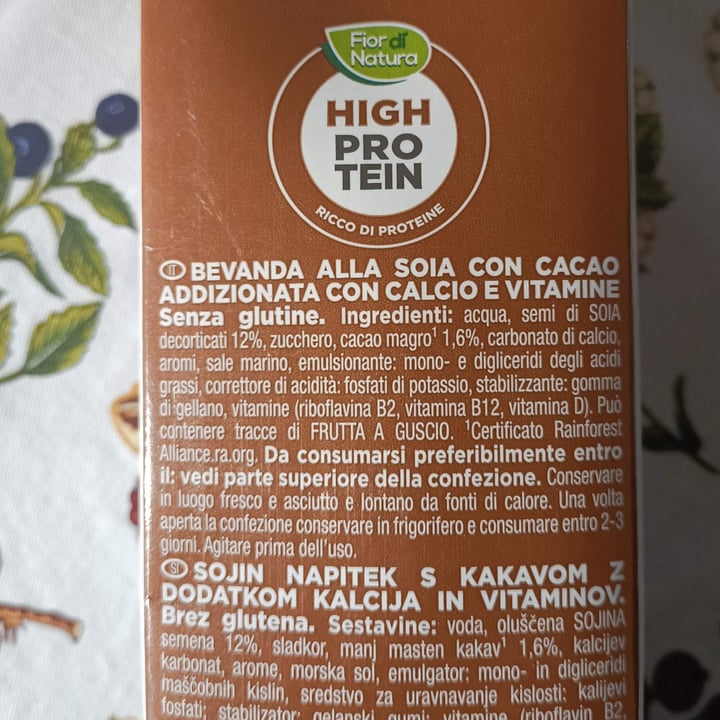 Fior di
Natura
HIGH
PRO
TEIN
RICCO DI PROTEINE
IT BEVANDA ALLA SOIA CON CACAO
ADDIZIONATA CON CALCIO E VITAMINE
Senza glutine. Ingredienti: acqua, semi di SOIA
decorticati 12%, zucchero, cacao magro¹ 1,6%, carbonato di calcio,
aromi, sale marino, emulsionante: mono- e digliceridi degli acidi
grassi, correttore di acidità: fosfati di potassio, stabilizzante: gomma
di gellano, vitamine (riboflavina B2, vitamina B12, vitamina D). Può
contenere tracce di FRUTTA A GUSCIO. ¹Certificato Rainforest
Alliance.ra.org. Da consumarsi preferibilmente entro
il: vedi parte superiore della confezione. Conservare
in luogo fresco e asciutto e lontano da fonti di calore. Una volta
aperta la confezione conservare in frigorifero e consumare entro 2-3
giorni. Agitare prima dell'uso.
SI SOJIN NAPITEK S KAKAVOM Z
DODATKOM KALCIJA IN VITAMINOV.
Brez glutena. Sestavine: voda, oluščena SOJINA
semena 12%, sladkor, manj masten kakav¹ 1,6%, kalcijev
karbonat, arome, morska sol, emulgator: mono- in digliceridi
maščobnih kislin, sredstvo za uravnavanje kislosti: kalijevi
fosfati; stabilizator: gelanski gumi; vitamine (riboflavin B2,